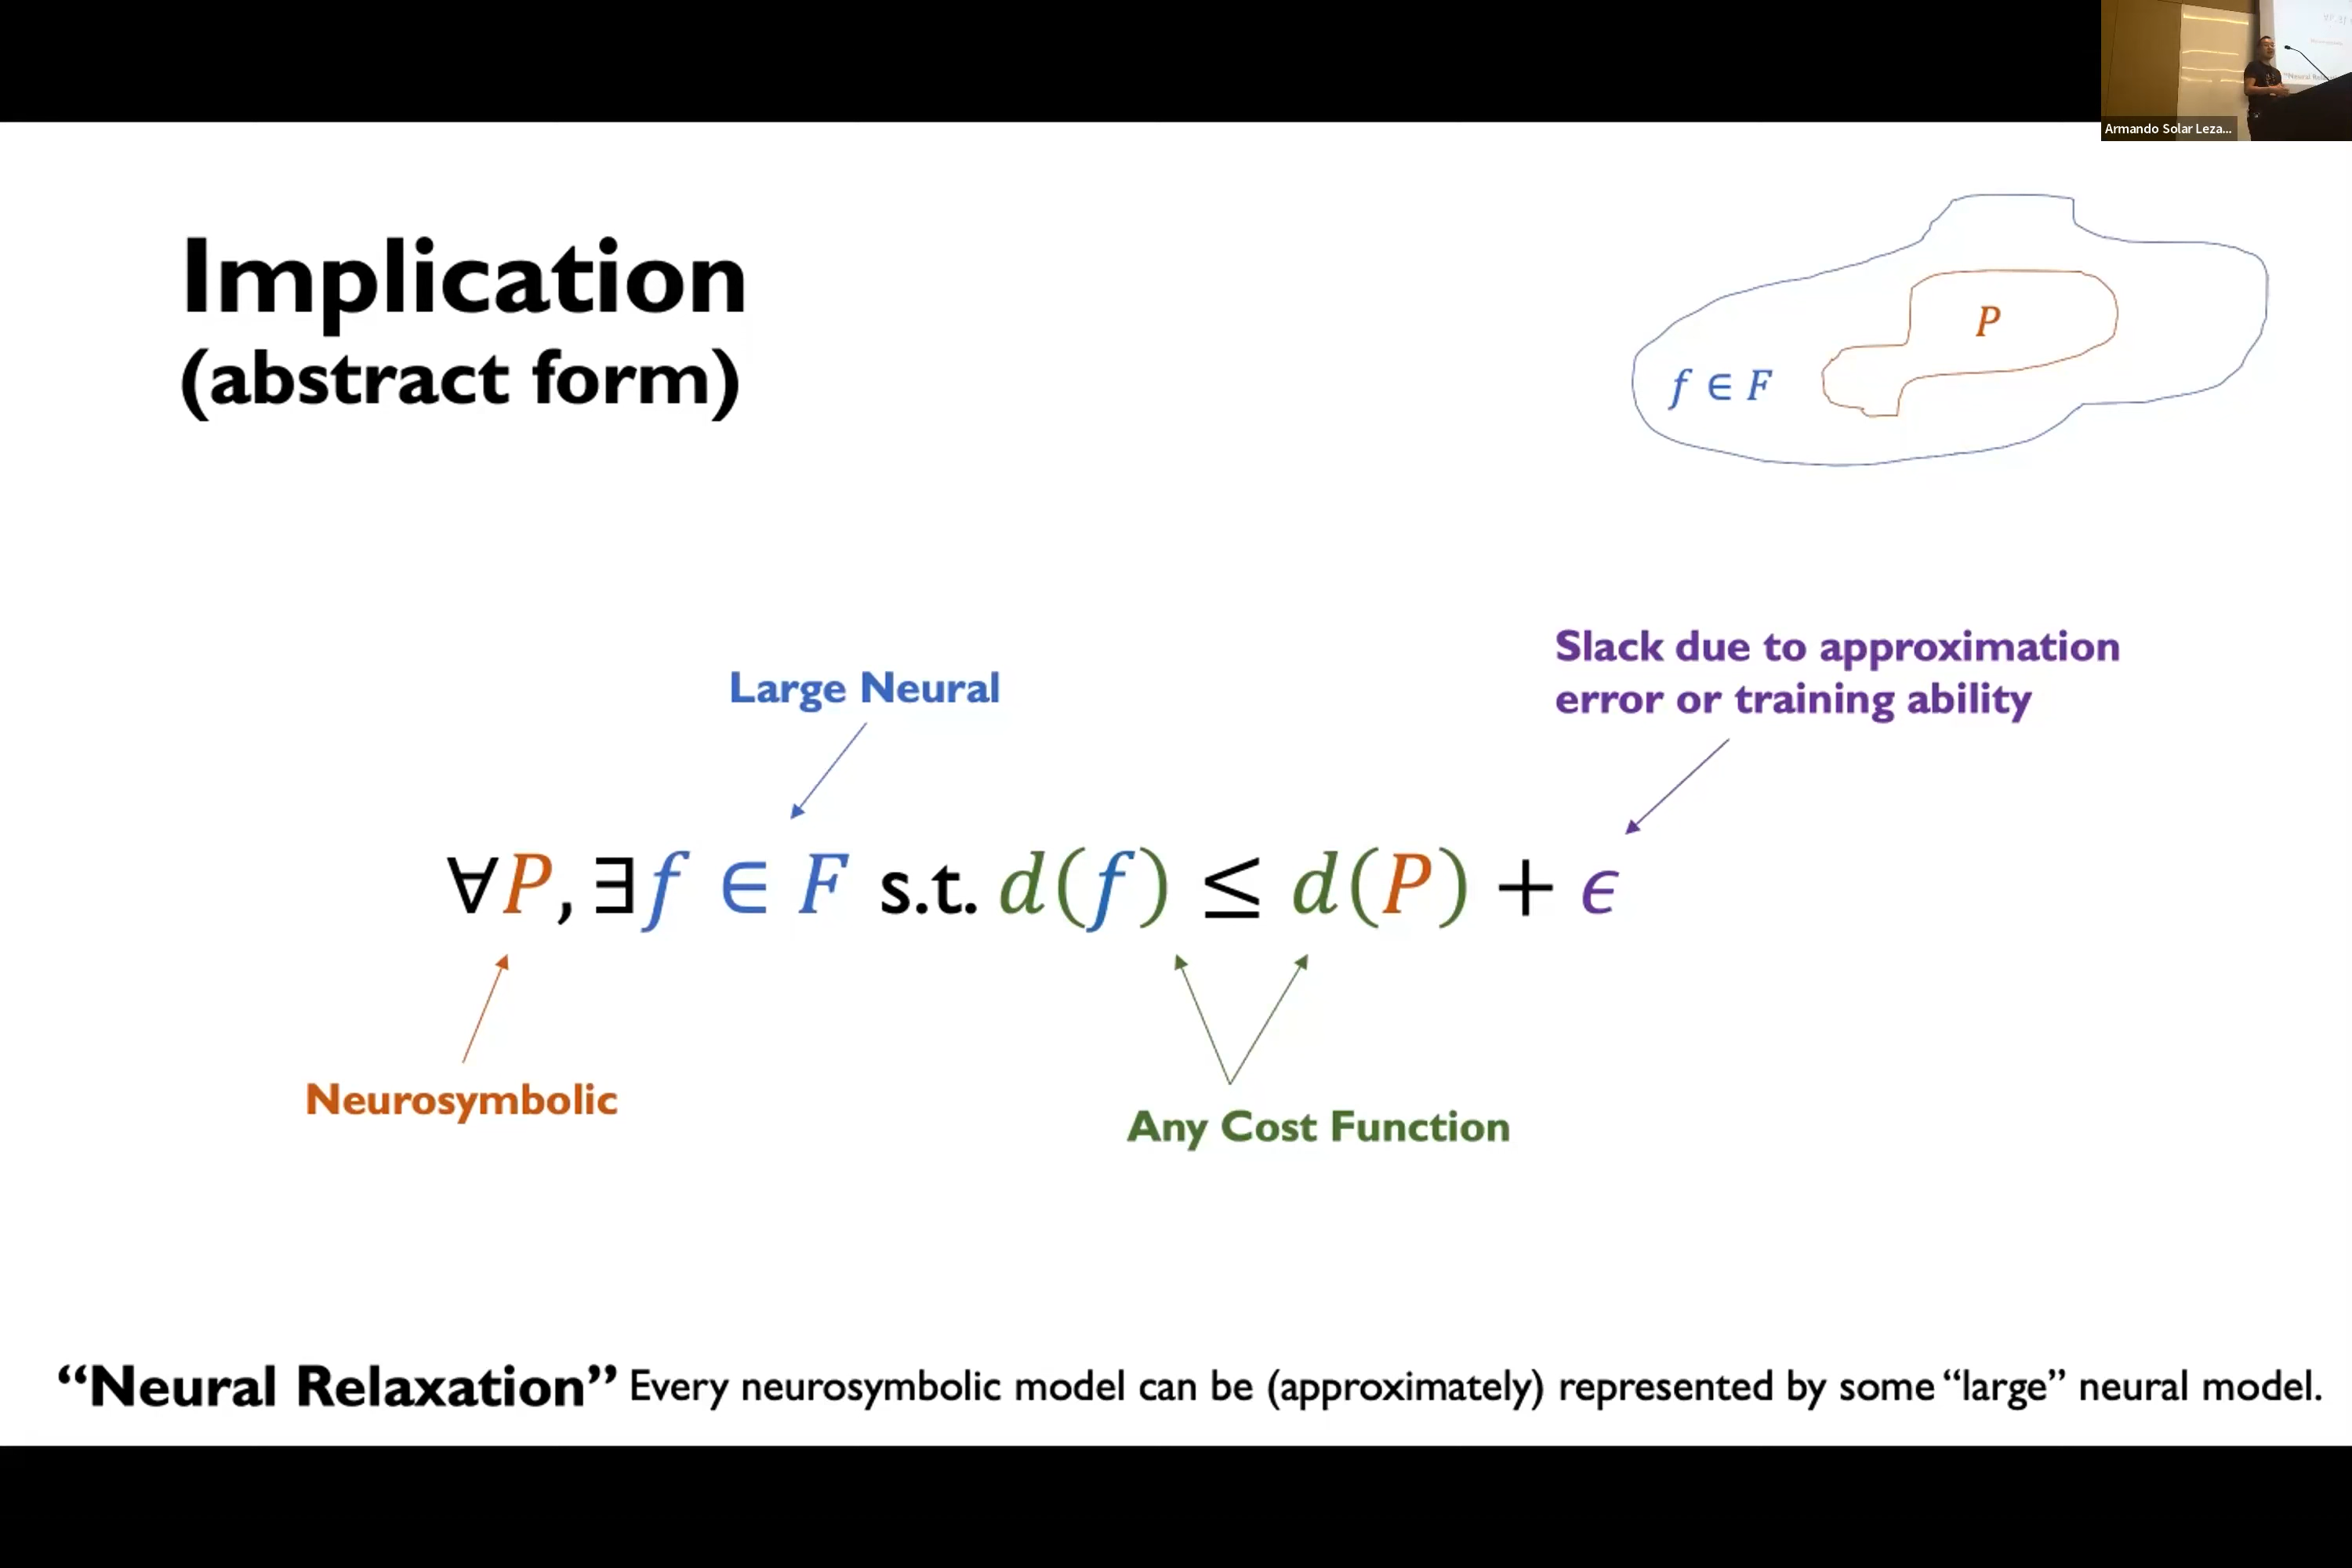 Armando Solar Leza...
Implication
(abstract form)
P
f ∈ F
Slack due to approximation
error or training ability
Large Neural
∀P, ∃f ∈ F s.t. d(f) ≤ d(P) + ϵ
Neurosymbolic
Any Cost Function
“Neural Relaxation” Every neurosymbolic model can be (approximately) represented by some “large” neural model.